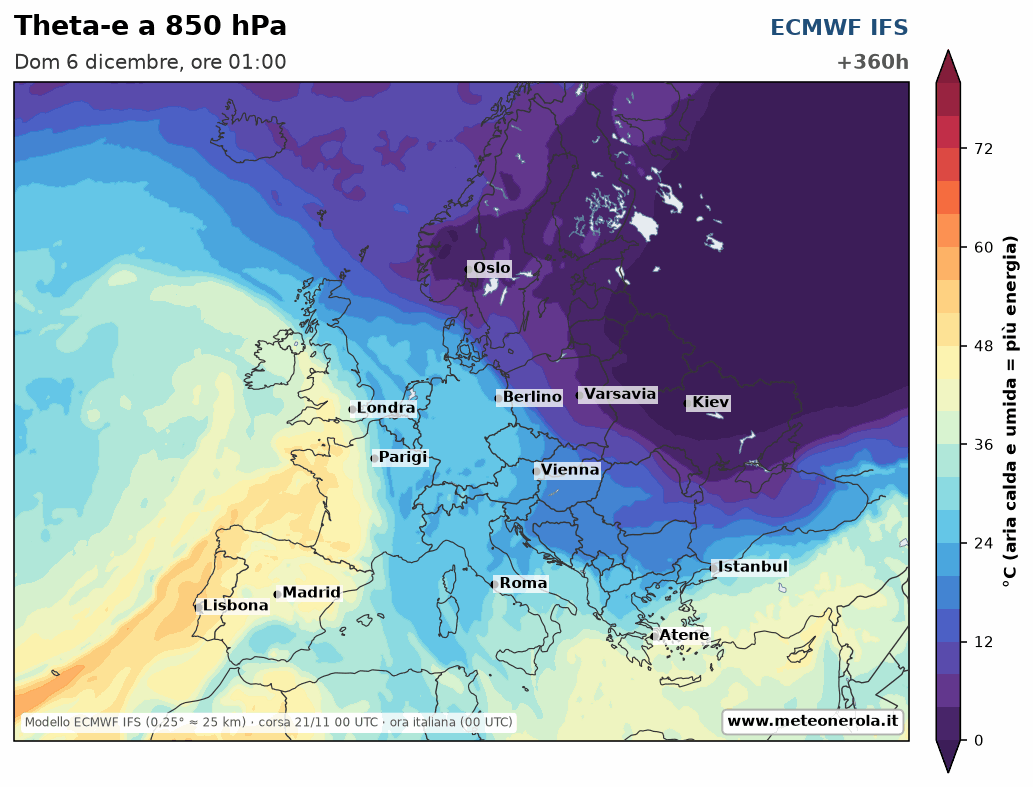 Theta-e a 850 hPa
ECMWF IFS
Dom 6 dicembre, ore 01:00
+360h
72
60
48
36
24
12
0
°C (aria calda e umida = più energia)
Oslo
Berlino
Varsavia
Kiev
Londra
Parigi
Vienna
Istanbul
Roma
Madrid
Lisbona
Atene
Modello ECMWF IFS (0,25° ≈ 25 km) · corsa 21/11 00 UTC · ora italiana (00 UTC)
www.meteonerola.it